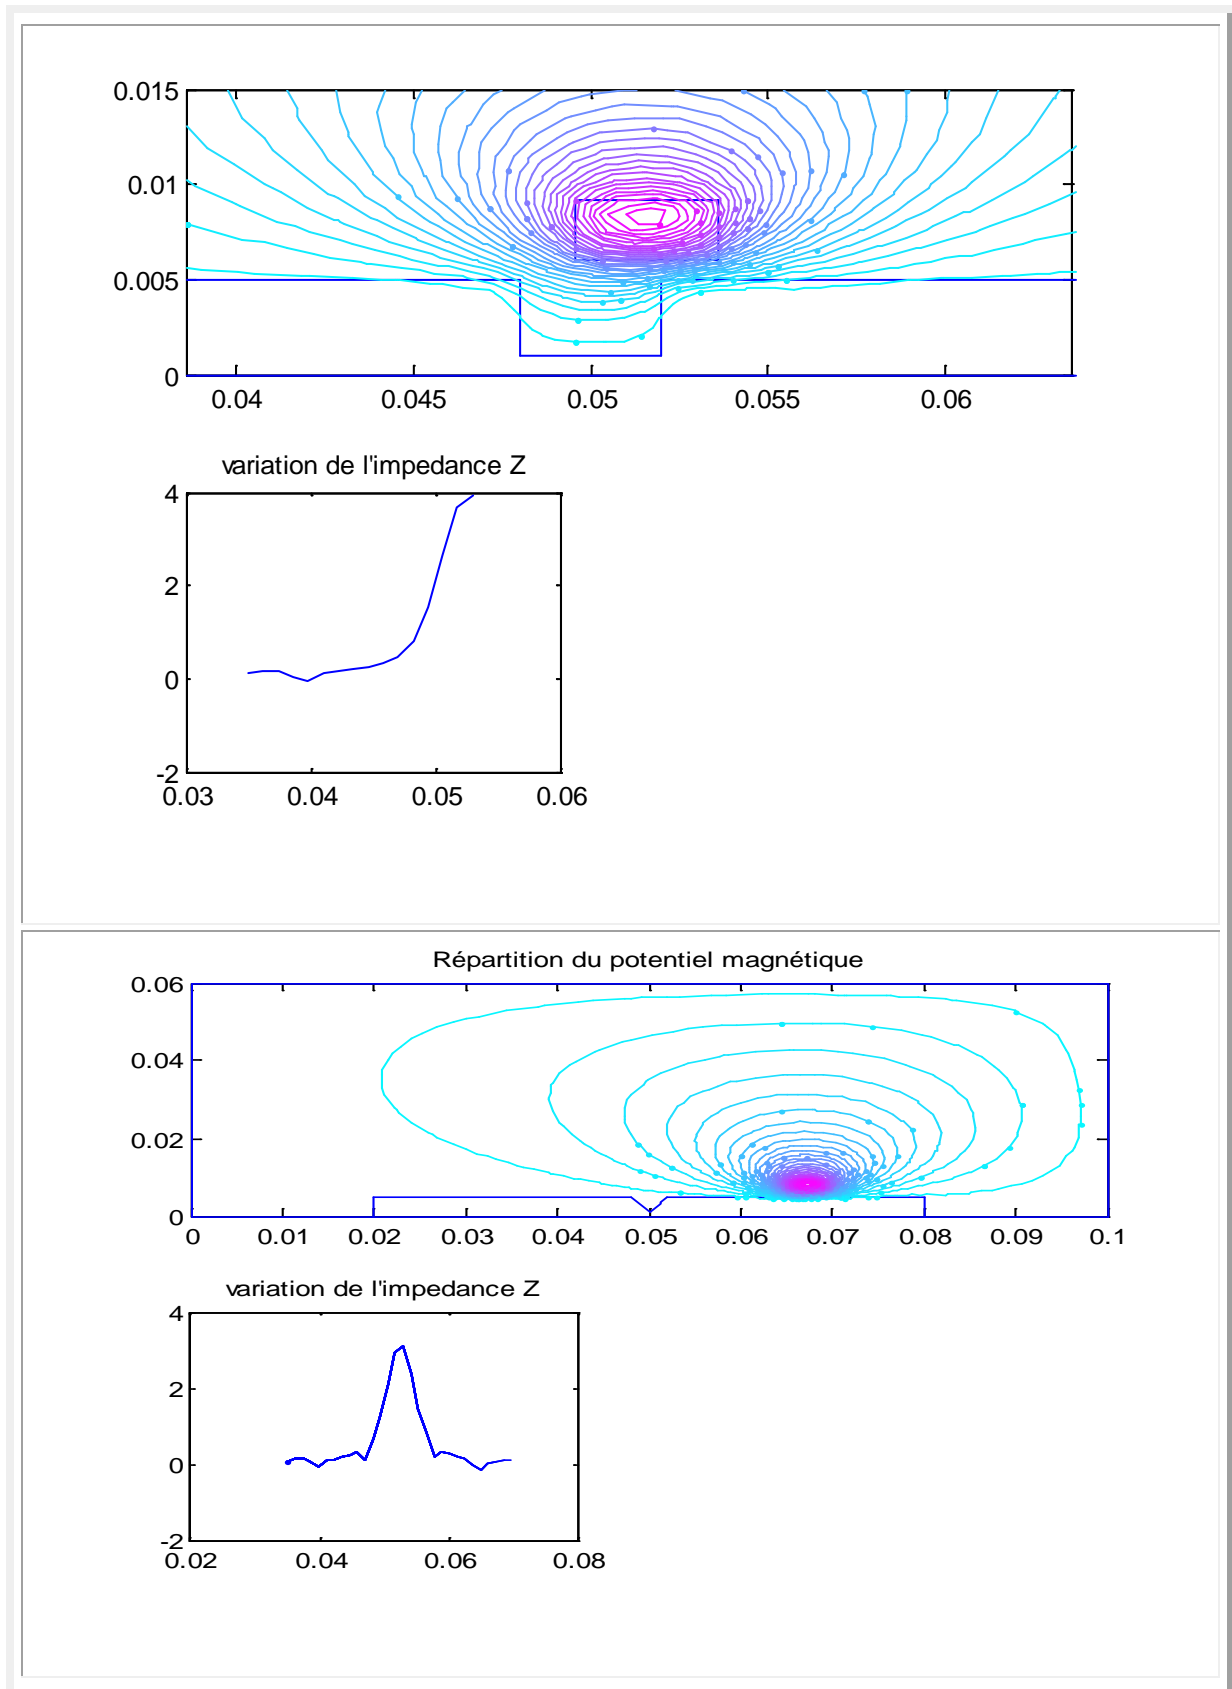 0.015
0.01
0.005
0
0.04 0.045 0.05 0.055 0.06
variation de l'impedance Z
4
2
0
-2
0.03 0.04 0.05 0.06
Répartition du potentiel magnétique
0.06
0.04
0.02
0
0 0.01 0.02 0.03 0.04 0.05 0.06 0.07 0.08 0.09 0.1
variation de l'impedance Z
4
2
0
-2
0.02 0.04 0.06 0.08